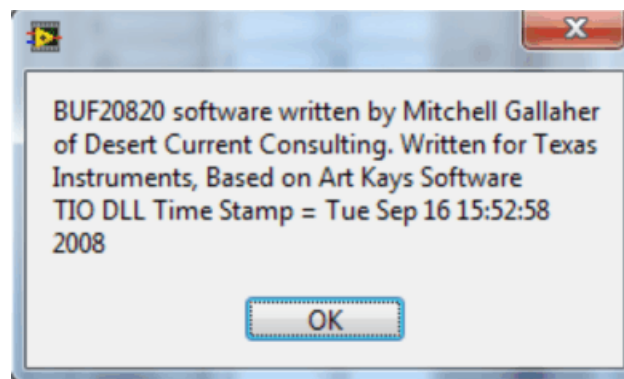 BUF20820 software written by Mitchell Gallaher
of Desert Current Consulting. Written for Texas
Instruments, Based on Art Kays Software
TIO DLL Time Stamp = Tue Sep 16 15:52:58
2008
OK